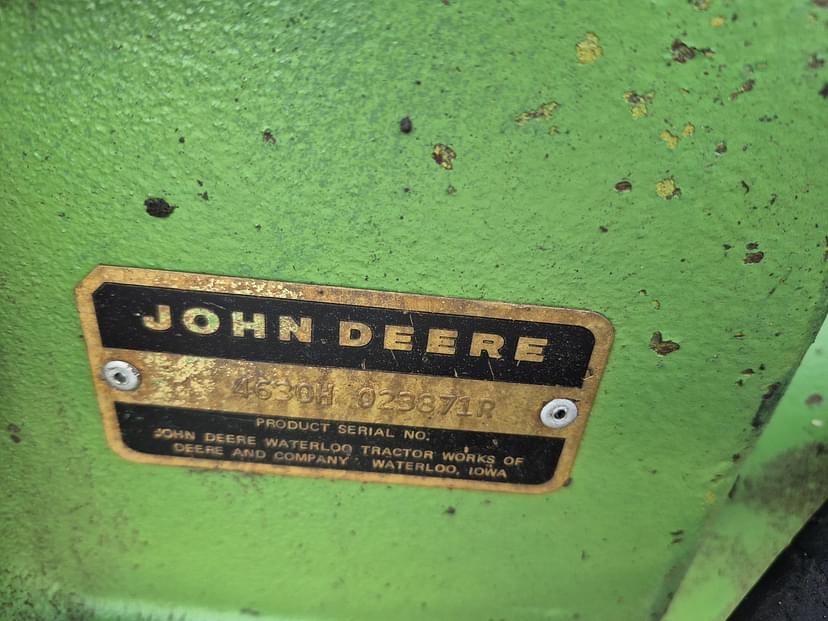 JOHN DEERE
4630H 023871R
PRODUCT SERIAL NO.
JOHN DEERE WATERLOO TRACTOR WORKS OF
DEERE AND COMPANY WATERLOO, IOWA